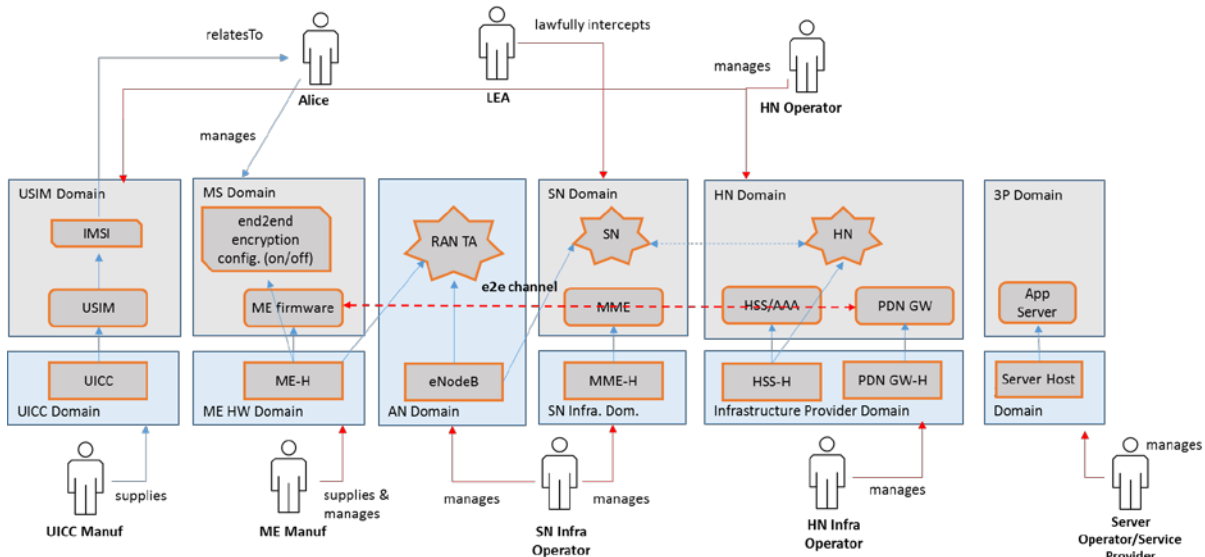 lawfully intercepts
relatesTo
manages
Alice
LEA
HN Operator
manages
USIM Domain
MS Domain
SN Domain
HN Domain
3P Domain
IMSI
end2end
encryption
config. (on/off)
RAN TA
SN
HN
e2e channel
USIM
ME firmware
MME
HSS/AAA
PDN GW
App
Server
UICC
ME-H
eNodeB
MME-H
HSS-H
PDN GW-H
Server Host
UICC Domain
ME HW Domain
AN Domain
SN Infra. Dom.
Infrastructure Provider Domain
Domain
supplies
supplies &
manages
manages
manages
manages
manages
UICC Manuf
ME Manuf
SN Infra
Operator
HN Infra
Operator
Server
Operator/Service
Provider